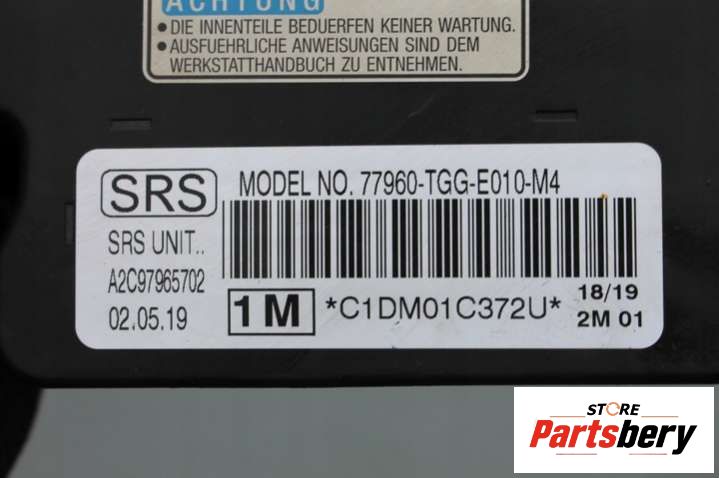 ACHTUNG
• DIE INNENTEILE BEDUERFEN KEINER WARTUNG.
• AUSFUEHRLICHE ANWEISUNGEN SIND DEM
WERKSTATTHANDBUCH ZU ENTNEHMEN.
SRS
MODEL NO. 77960-TGG-E010-M4
SRS UNIT..
A2C97965702
02.05.19
1M
*C1DM01C372U*
18/19
2M 01
STORE
Partsbery